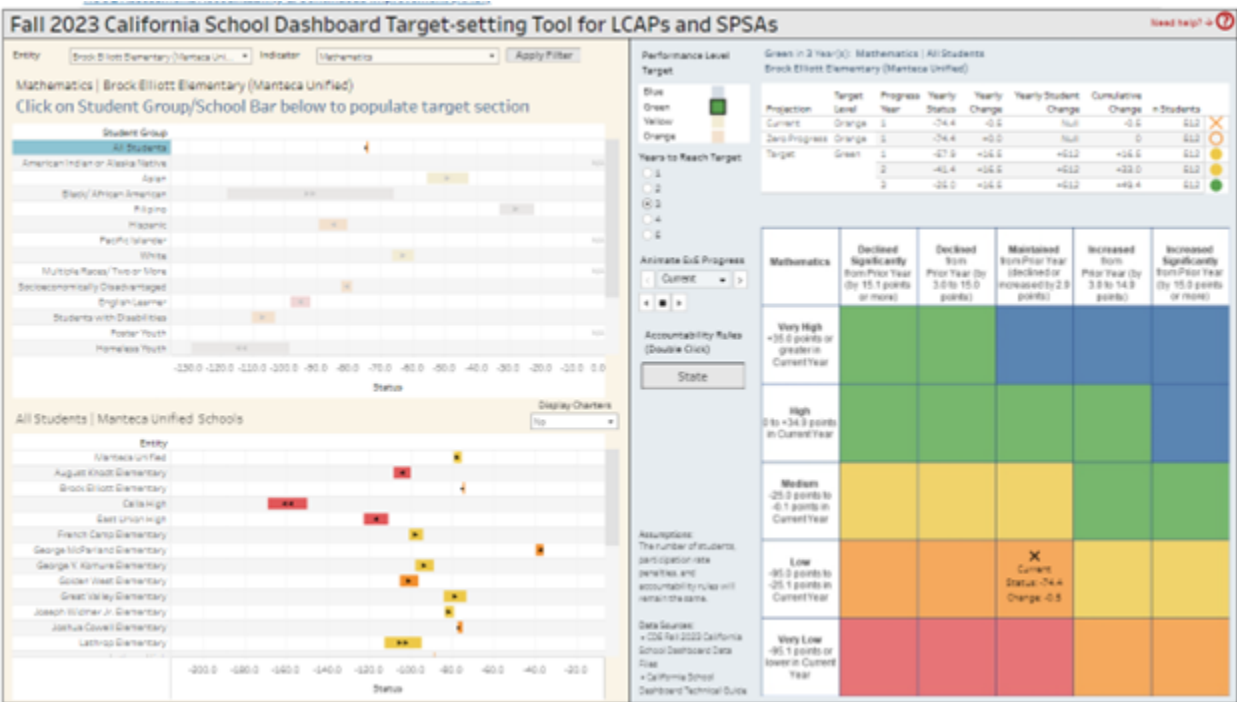 Fall 2023 California School Dashboard Target-setting Tool for LCAPs and SPSAs
Need help?
Entity
Brock Elliott Elementary (Manteca Uni...
Indicator
Mathematics
Apply Filter
Mathematics | Brock Elliott Elementary (Manteca Unified)
Click on Student Group/School Bar below to populate target section
Student Group
All Students
American Indian or Alaska Native
Asian
Black/African American
Filipino
Hispanic
Pacific Islander
White
Multiple Races/Two or More
Socioeconomically Disadvantaged
English Learner
Students with Disabilities
Foster Youth
Homeless Youth
-130.0 -120.0 -110.0 -100.0 -90.0 -80.0 -70.0 -60.0 -50.0 -40.0 -30.0 -20.0 -10.0 0.0
Status
All Students | Manteca Unified Schools
Display Charters
No
Entity
Manteca Unified
August Knodt Elementary
Brock Elliott Elementary
Calla High
East Union High
French Camp Elementary
George McParland Elementary
George Y. Komure Elementary
Golden West Elementary
Great Valley Elementary
Joseph Widmer Jr. Elementary
Joshua Cowell Elementary
Lathrop Elementary
-200.0 -180.0 -160.0 -140.0 -120.0 -100.0 -80.0 -60.0 -40.0 -20.0
Status
Performance Level
Target
Blue
Green
Yellow
Orange
Years to Reach Target
1
2
3
4
5
Animate ExE Progress
Current
Accountability Rules
(Double Click)
State
Assumptions:
The number of students,
participation rate
penalties, and
accountability rules will
remain the same.
Data Sources:
• CDE Fall 2023 California
School Dashboard Data
Files
• California School
Dashboard Technical Guide
Green in 3 Year(s): Mathematics | All Students
Brock Elliott Elementary (Manteca Unified)
Projection Target Level Progress Year Yearly Status Yearly Change Yearly Student Change Cumulative Change n Students
Current Orange 1 -74.4 -0.5 Null -0.5 512
Zero Progress Orange 1 -74.4 +0.0 Null 0 512
Target Green 1 -57.9 +16.5 +512 +16.5 512
2 -41.4 +16.5 +512 +33.0 512
3 -25.0 +16.5 +512 +49.4 512
Mathematics
Declined Significantly from Prior Year (by 15.1 points or more)
Declined from Prior Year (by 3.0 to 15.0 points)
Maintained from Prior Year (declined or increased by 2.9 points)
Increased from Prior Year (by 3.0 to 14.9 points)
Increased Significantly from Prior Year (by 15.0 points or more)
Very High
+35.0 points or
greater in
Current Year
High
0 to +34.9 points
in Current Year
Medium
-25.0 points to
-0.1 points in
Current Year
Low
-95.0 points to
-25.1 points in
Current Year
Current
Status: -74.4
Change: -0.5
Very Low
-95.1 points or
lower in Current
Year